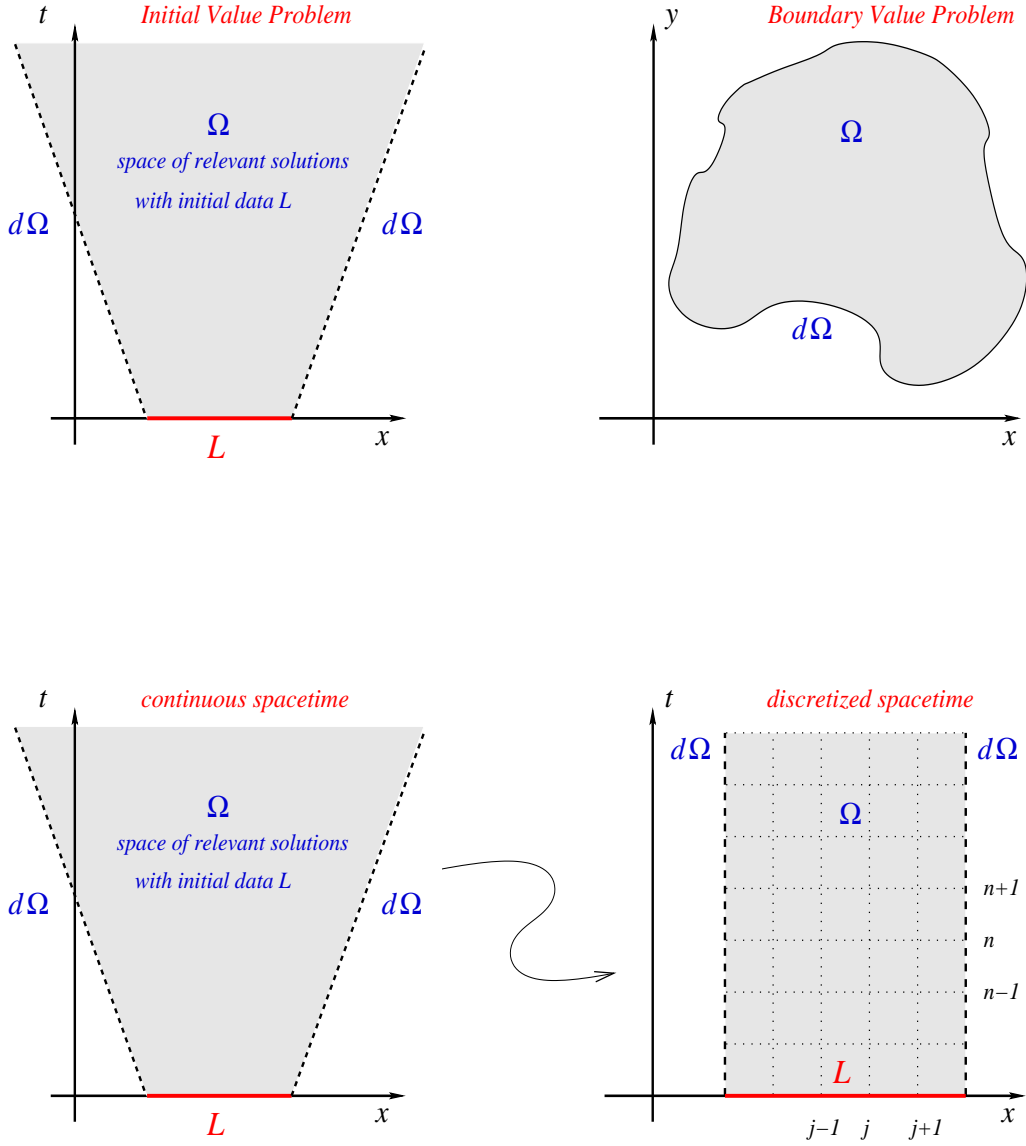 t
Initial Value Problem
Ω
space of relevant solutions
with initial data L
dΩ
dΩ
x
L
y
Boundary Value Problem
Ω
dΩ
x
t
continuous spacetime
Ω
space of relevant solutions
with initial data L
dΩ
dΩ
x
L
t
discretized spacetime
dΩ
dΩ
Ω
n+1
n
n−1
L
j−1 j j+1
x